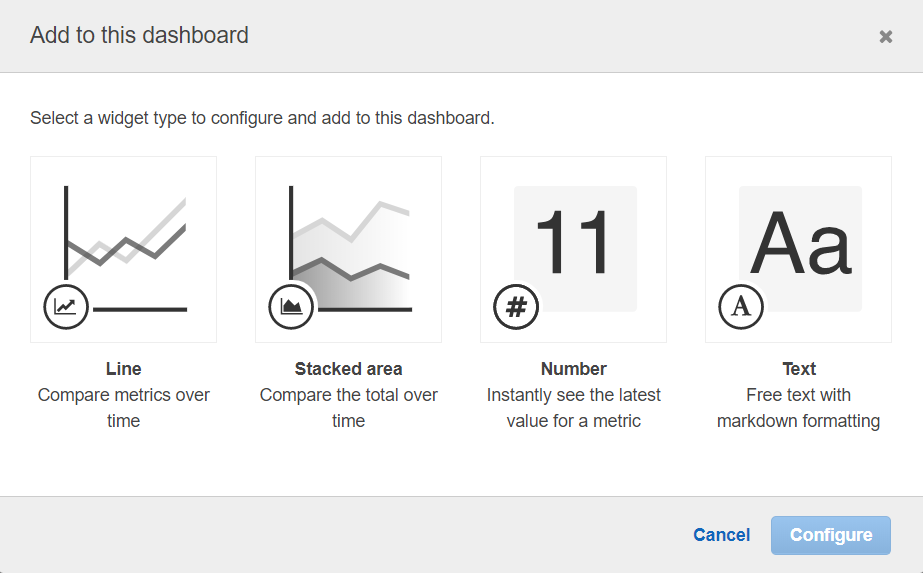 Add to this dashboard
Select a widget type to configure and add to this dashboard.
11
Aa
#
A
Line
Compare metrics over
time
Stacked area
Compare the total over
time
Number
Instantly see the latest
value for a metric
Text
Free text with
markdown formatting
Cancel
Configure